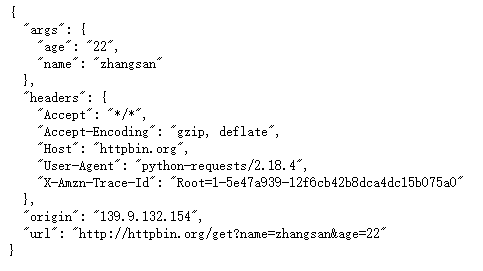 {
  "args": {
    "age": "22",
    "name": "zhangsan"
  },
  "headers": {
    "Accept": "*/*",
    "Accept-Encoding": "gzip, deflate",
    "Host": "httpbin.org",
    "User-Agent": "python-requests/2.18.4",
    "X-Amzn-Trace-Id": "Root=1-5e47a939-12f6cb42b8dca4dc15b075a0"
  },
  "origin": "139.9.132.154",
  "url": "http://httpbin.org/get?name=zhangsan&age=22"
}